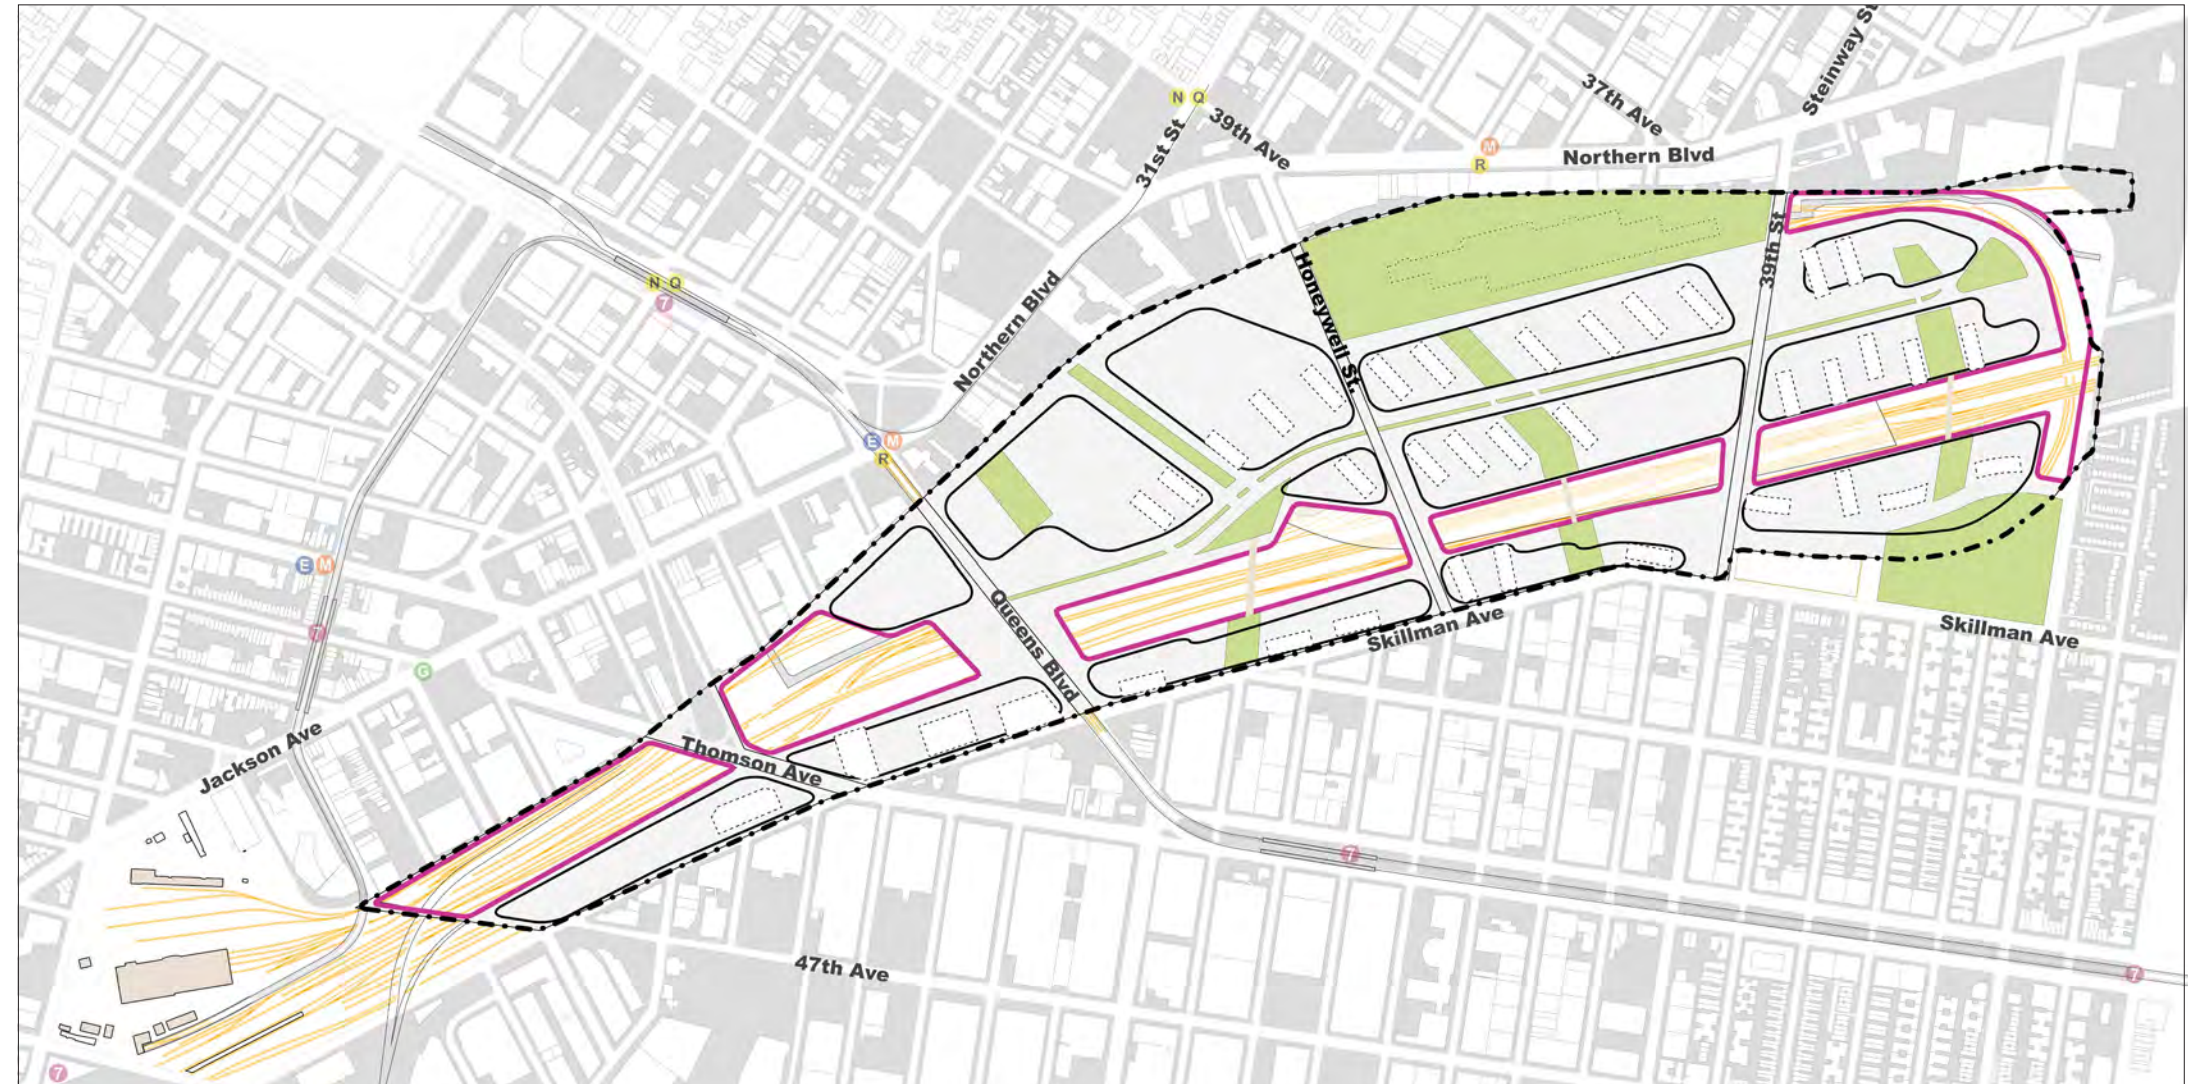 Steinway St
37th Ave
N Q
39th Ave
31st St
M
R
Northern Blvd
39th St
Honeywell St.
N Q
7
Northern Blvd
E M
R
E M
7
G
Queens Blvd
Skillman Ave
Skillman Ave
Jackson Ave
Thomson Ave
7
47th Ave
7
7